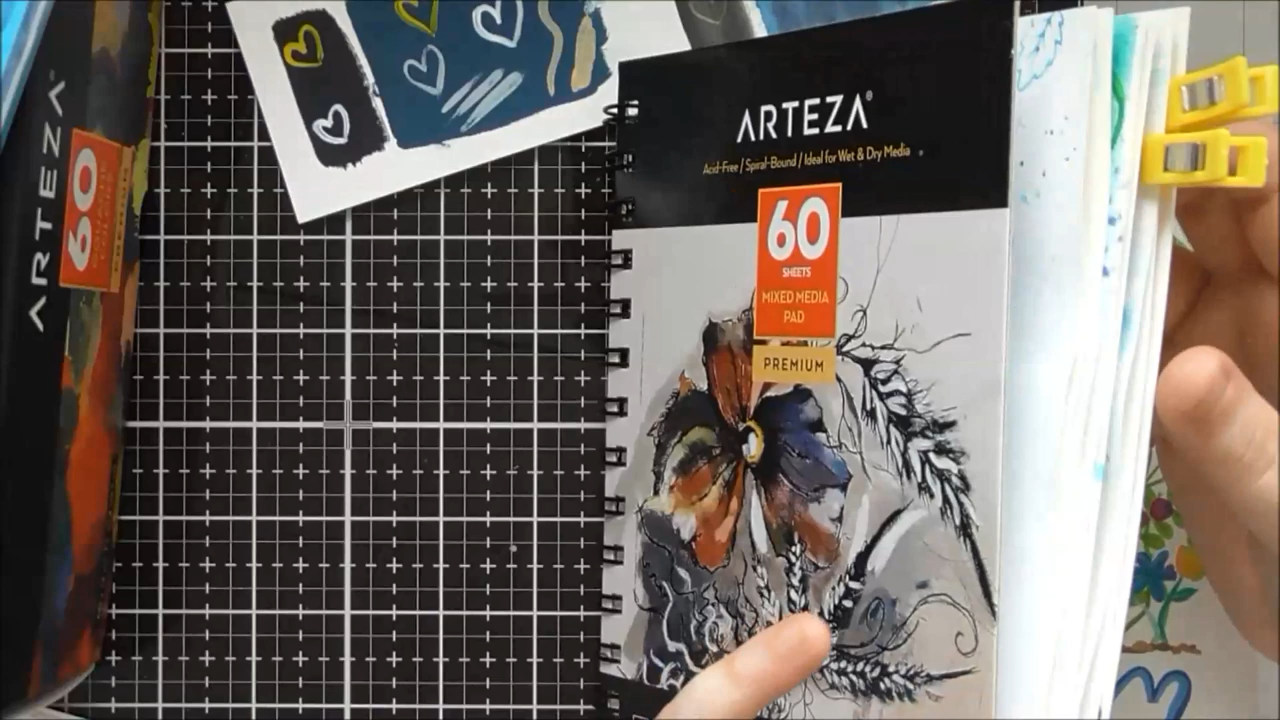 ARTEZA®
60
ARTEZA®
Acid-Free / Spiral-Bound / Ideal for Wet & Dry Media
60
SHEETS
MIXED MEDIA
PAD
PREMIUM